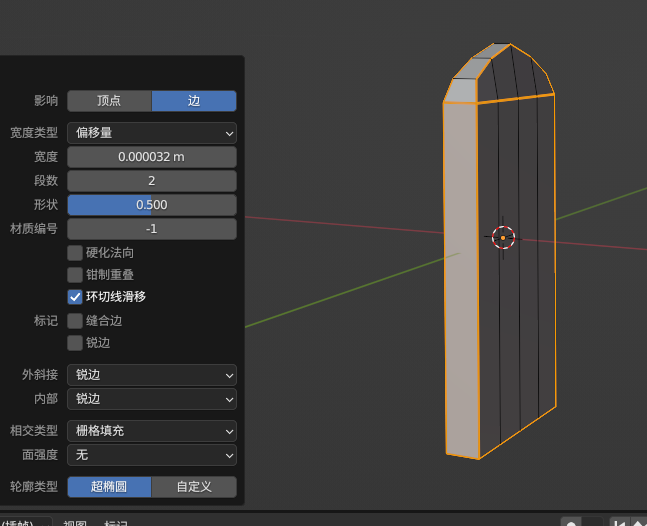 影响 顶点 边
宽度类型 偏移量
宽度 0.000032 m
段数 2
形状 0.500
材质编号 -1
硬化法向
钳制重叠
环切线滑移
标记 缝合边
锐边
外斜接 锐边
内部 锐边
相交类型 栅格填充
面强度 无
轮廓类型 超椭圆 自定义
(插帧) 视图 标记